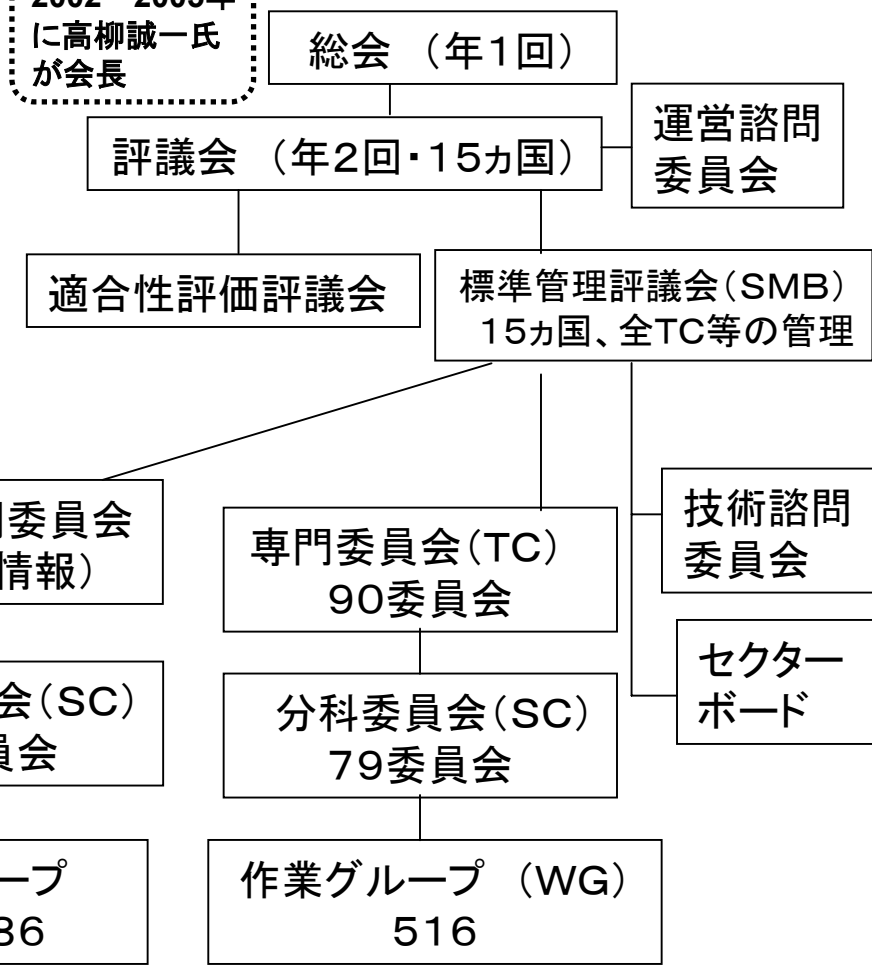 に高柳誠一氏
が会長
総会 （年1回）
評議会 （年2回・15ヵ国）
運営諮問
委員会
適合性評価評議会
標準管理評議会（SMB）
15ヵ国、全TC等の管理
委員会
情報）
専門委員会（TC）
90委員会
技術諮問
委員会
会（SC）
員会
分科委員会（SC）
79委員会
セクター
ボード
ープ
86
作業グループ （WG）
516